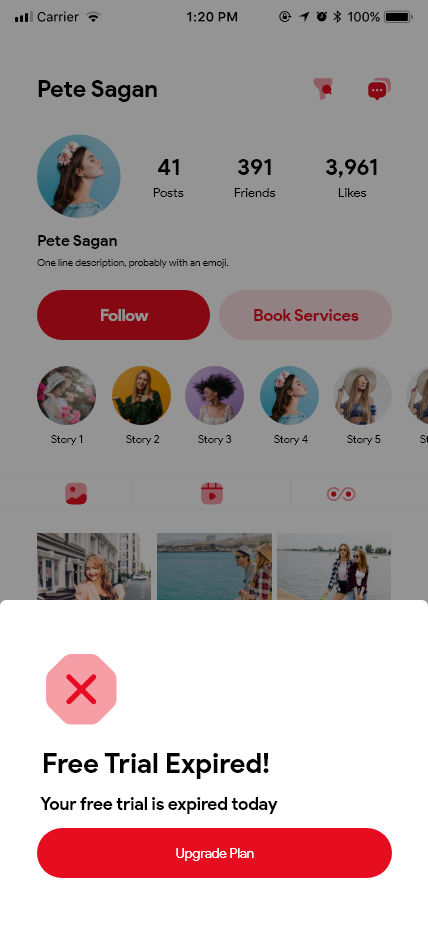 Carrier 1:20 PM 100%
Pete Sagan
41 391 3,961
Posts Friends Likes
Pete Sagan
One line description, probably with an emoji.
Follow Book Services
Story 1 Story 2 Story 3 Story 4 Story 5 St
Free Trial Expired!
Your free trial is expired today
Upgrade Plan